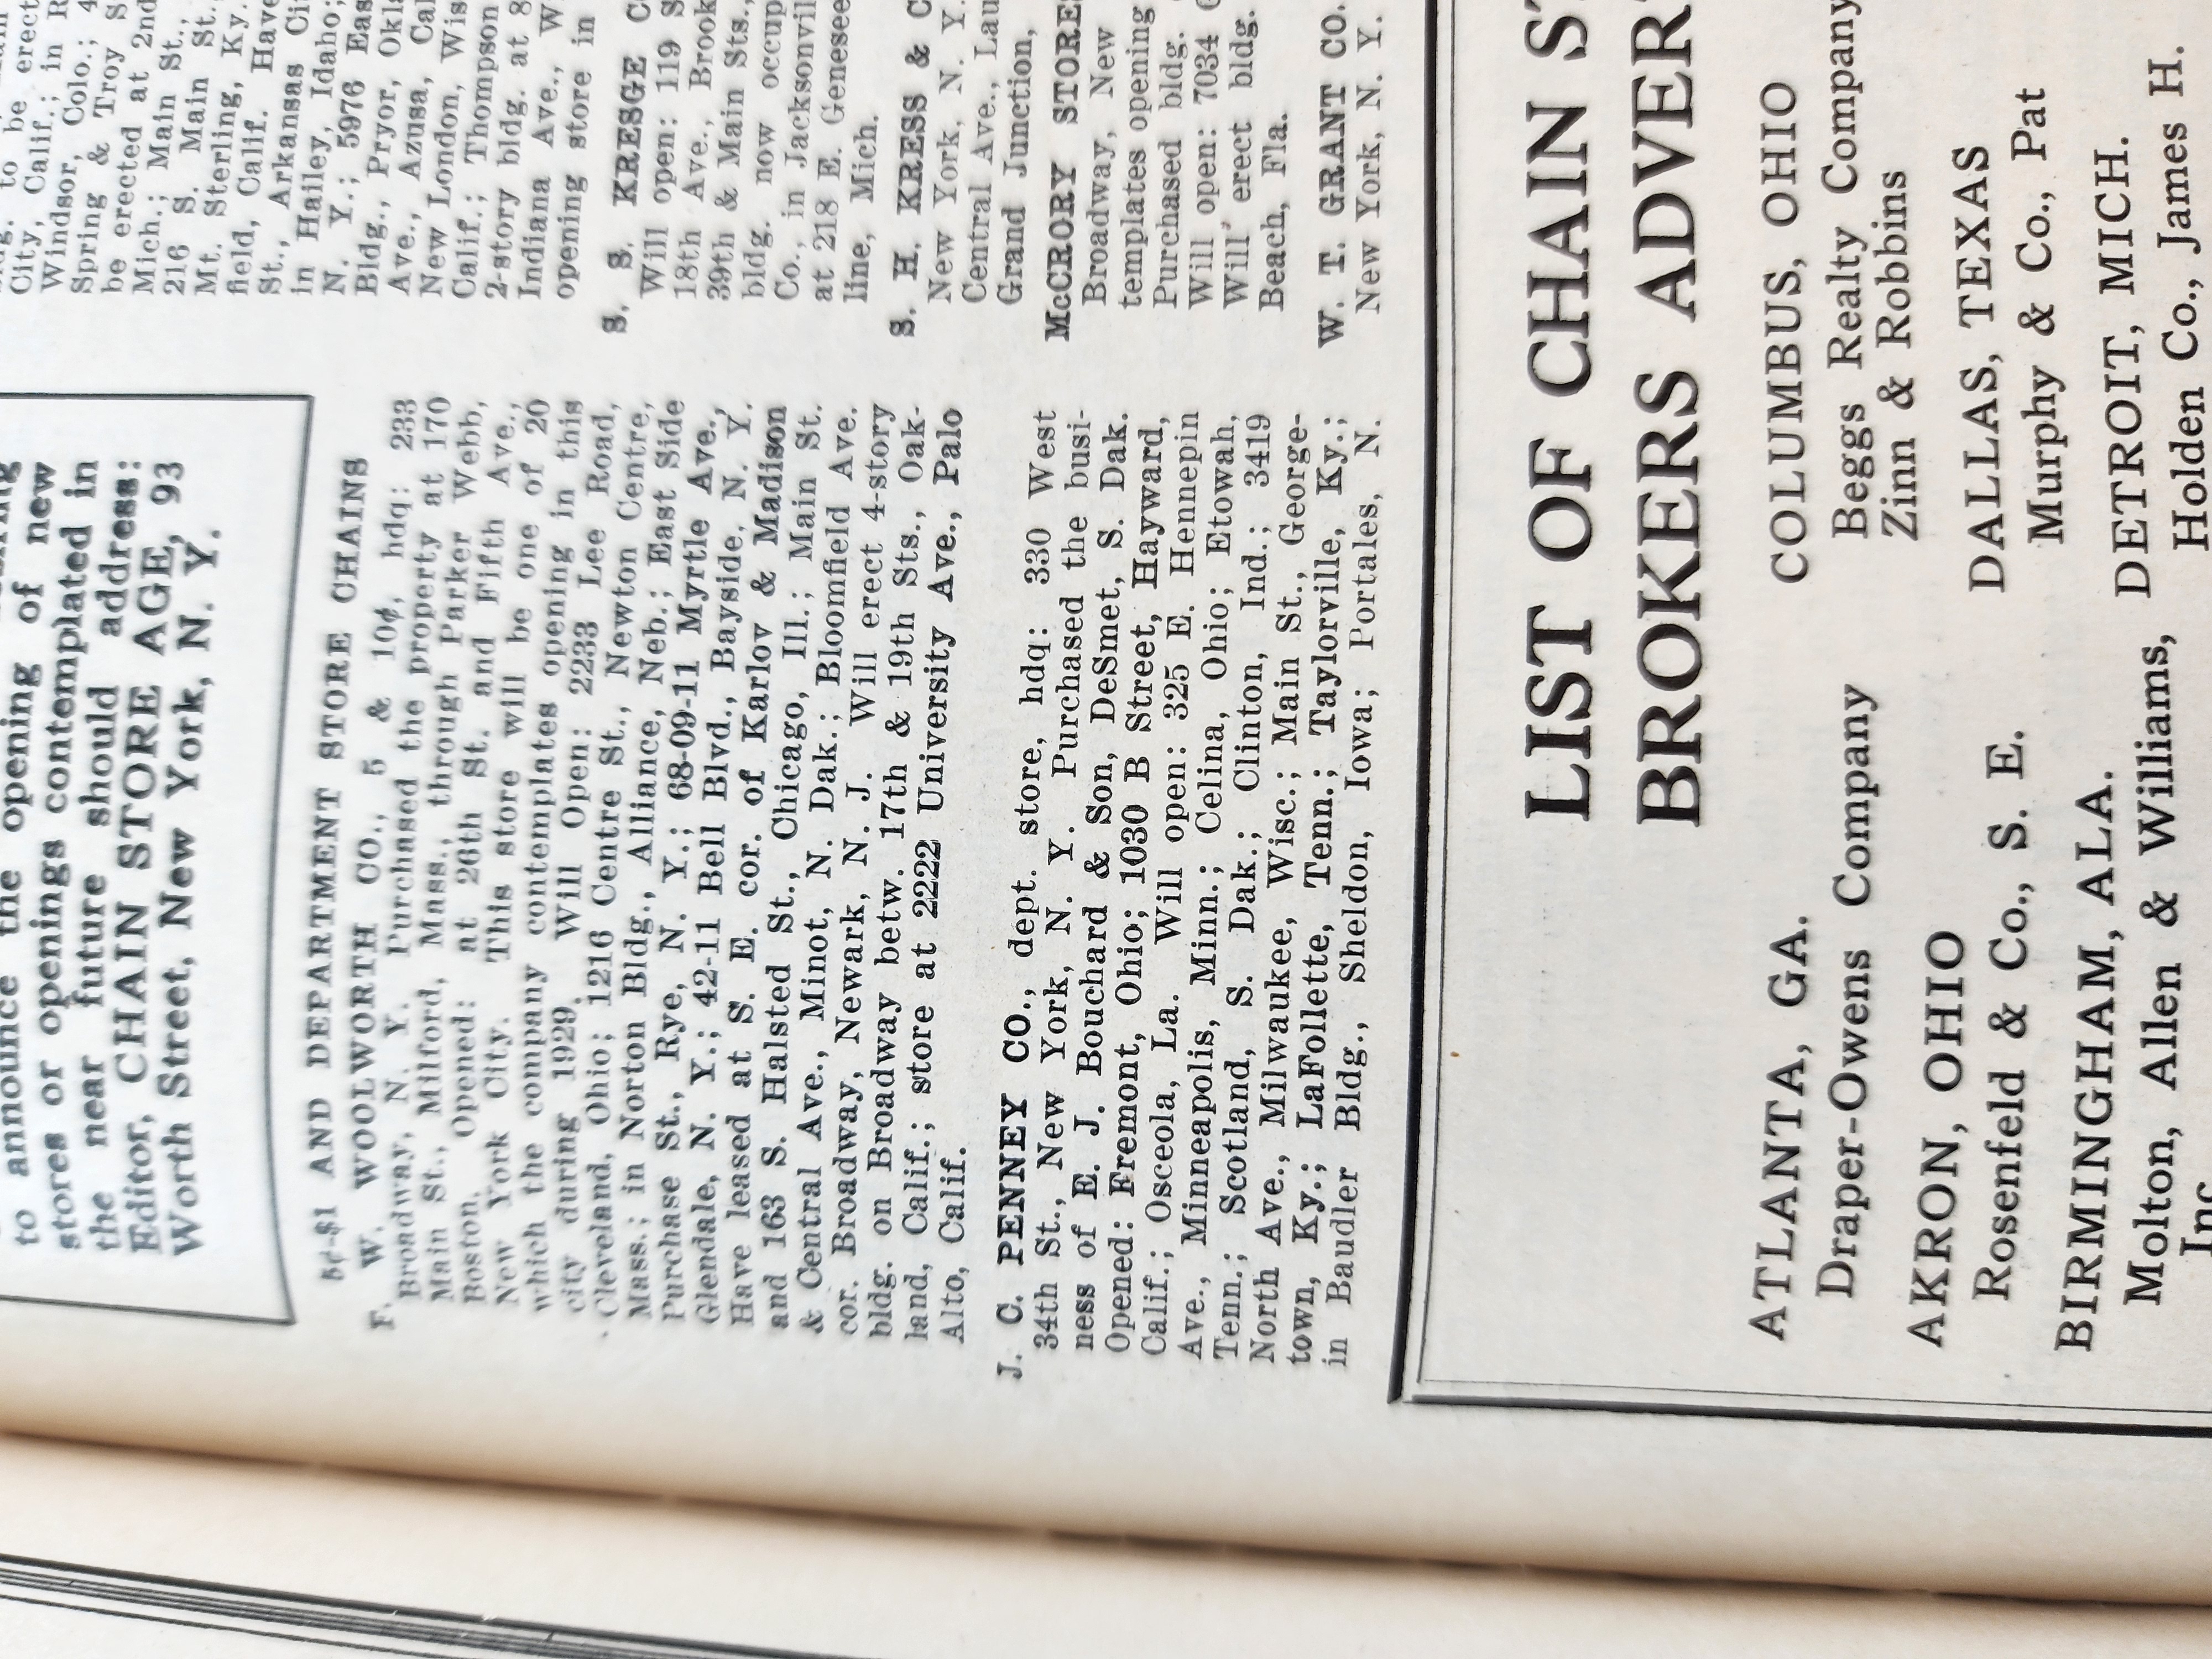 to announce the opening of new
stores or openings contemplated in
the near future should address:
Editor, CHAIN STORE AGE, 93
Worth Street, New York, N. Y.
5¢-$1 AND DEPARTMENT STORE CHAINS
F. W. WOOLWORTH CO., 5 & 10¢, hdq: 233
Broadway, N. Y. Purchased the property at 170
Main St., Milford, Mass., through Parker Webb,
Boston. Opened: at 26th St. and Fifth Ave.,
New York City. This store will be one of 20
which the company contemplates opening in this
city during 1929. Will Open: 2233 Lee Road,
Cleveland, Ohio; 1216 Centre St., Newton Centre,
Mass.; in Norton Bldg., Alliance, Neb.; East Side
Purchase St., Rye, N. Y.; 68-09-11 Myrtle Ave.,
Glendale, N. Y.; 42-11 Bell Blvd., Bayside, N. Y.
Have leased at S. E. cor. of Karlov & Madison
and 163 S. Halsted St., Chicago, Ill.; Main St.
& Central Ave., Minot, N. Dak.; Bloomfield Ave.
cor. Broadway, Newark, N. J. Will erect 4-story
bldg. on Broadway betw. 17th & 19th Sts., Oak-
land, Calif.; store at 2222 University Ave., Palo
Alto, Calif.
J. C. PENNEY CO., dept. store, hdq: 330 West
34th St., New York, N. Y. Purchased the busi-
ness of E. J. Bouchard & Son, DeSmet, S. Dak.
Opened: Fremont, Ohio; 1030 B Street, Hayward,
Calif.; Osceola, La. Will open: 325 E. Hennepin
Ave., Minneapolis, Minn.; Celina, Ohio; Etowah,
Tenn.; Scotland, S. Dak.; Clinton, Ind.; 3419
North Ave., Milwaukee, Wisc.; Main St., George-
town, Ky.; LaFollette, Tenn.; Taylorville, Ky.;
in Baudler Bldg., Sheldon, Iowa; Portales, N.
to be erect
City, Calif.; in R
Windsor, Colo.; 4
Spring & Troy S
be erected at 2nd
Mich.; Main St.,
216 S. Main St.
Mt. Sterling, Ky.
field, Calif. Have
St., Arkansas Ci
in Hailey, Idaho;
N. Y.; 5976 Eas
Bldg., Pryor, Okla
Ave., Azusa, Cal
New London, Wis
Calif.; Thompson
2-story bldg. at 8
Indiana Ave., W
opening store in
S. S. KRESGE C
Will open: 119 S
18th Ave., Brook
39th & Main Sts.,
bldg. now occup
Co., in Jacksonvil
at 218 E. Genesee
line, Mich.
S. H. KRESS & C
New York, N. Y.
Central Ave., Lau
Grand Junction,
McCRORY STORES
Broadway, New
templates opening
Purchased bldg.
Will open: 7034
Will erect bldg.
Beach, Fla.
W. T. GRANT CO.
New York, N. Y.
LIST OF CHAIN ST
BROKERS ADVERT
ATLANTA, GA.
Draper-Owens Company
AKRON, OHIO
Rosenfeld & Co., S. E.
BIRMINGHAM, ALA.
Molton, Allen & Williams,
Inc.
COLUMBUS, OHIO
Beggs Realty Company
Zinn & Robbins
DALLAS, TEXAS
Murphy & Co., Pat
DETROIT, MICH.
Holden Co., James H.